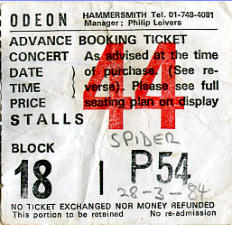 ODEON HAMMERSMITH Tel. 01-748-4081
Manager: Philip Leivers
ADVANCE BOOKING TICKET
CONCERT As advised at the time
DATE of purchase. (See re-
TIME verse). Please see full
PRICE seating plan on display
44
STALLS
SPIDER
BLOCK
18 I P54
28-3-84
NO TICKET EXCHANGED NOR MONEY REFUNDED
This portion to be retained No re-admission